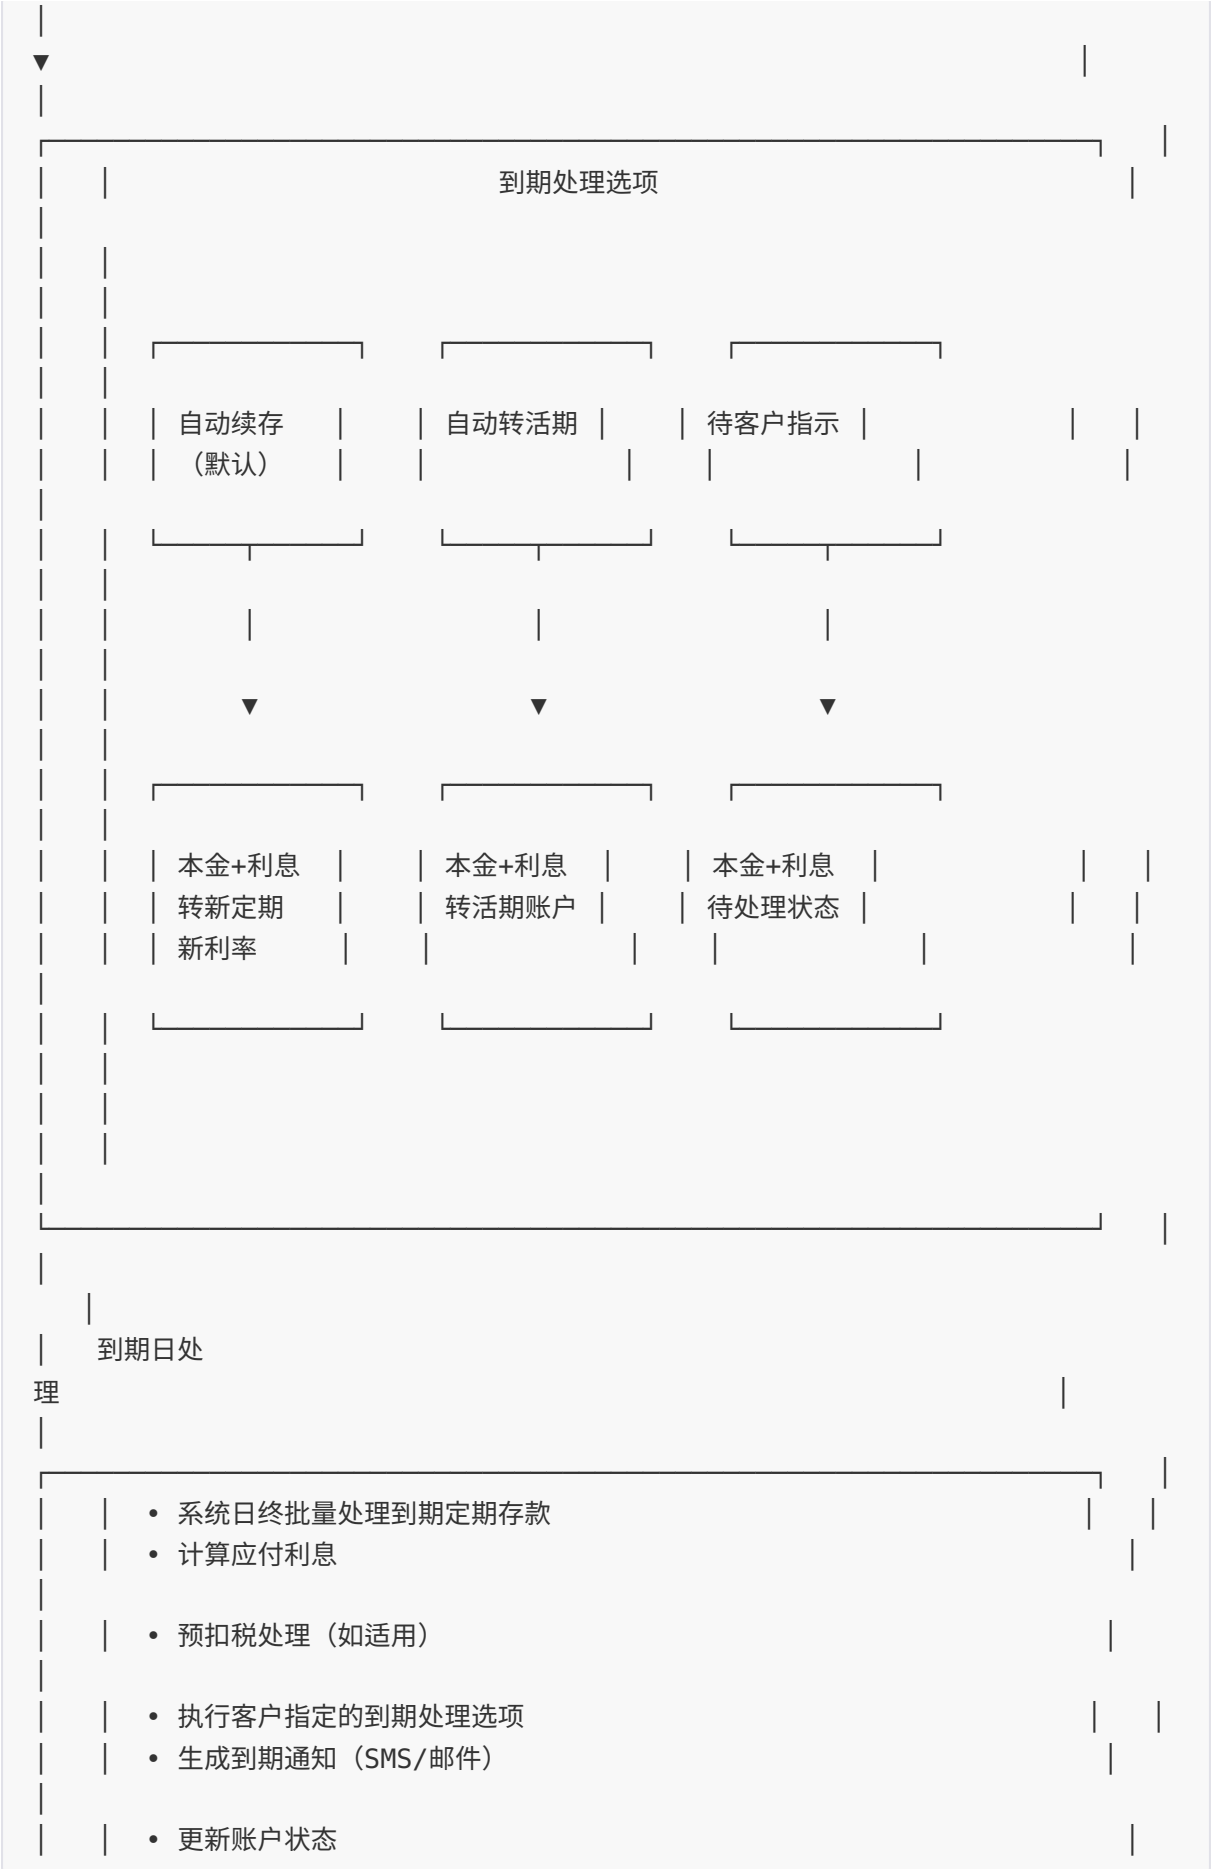 到期处理选项
自动续存 自动转活期 待客户指示
（默认）
本金+利息 本金+利息 本金+利息
转新定期 转活期账户 待处理状态
新利率
到期日处
理
• 系统日终批量处理到期定期存款
• 计算应付利息
• 预扣税处理（如适用）
• 执行客户指定的到期处理选项
• 生成到期通知（SMS/邮件）
• 更新账户状态